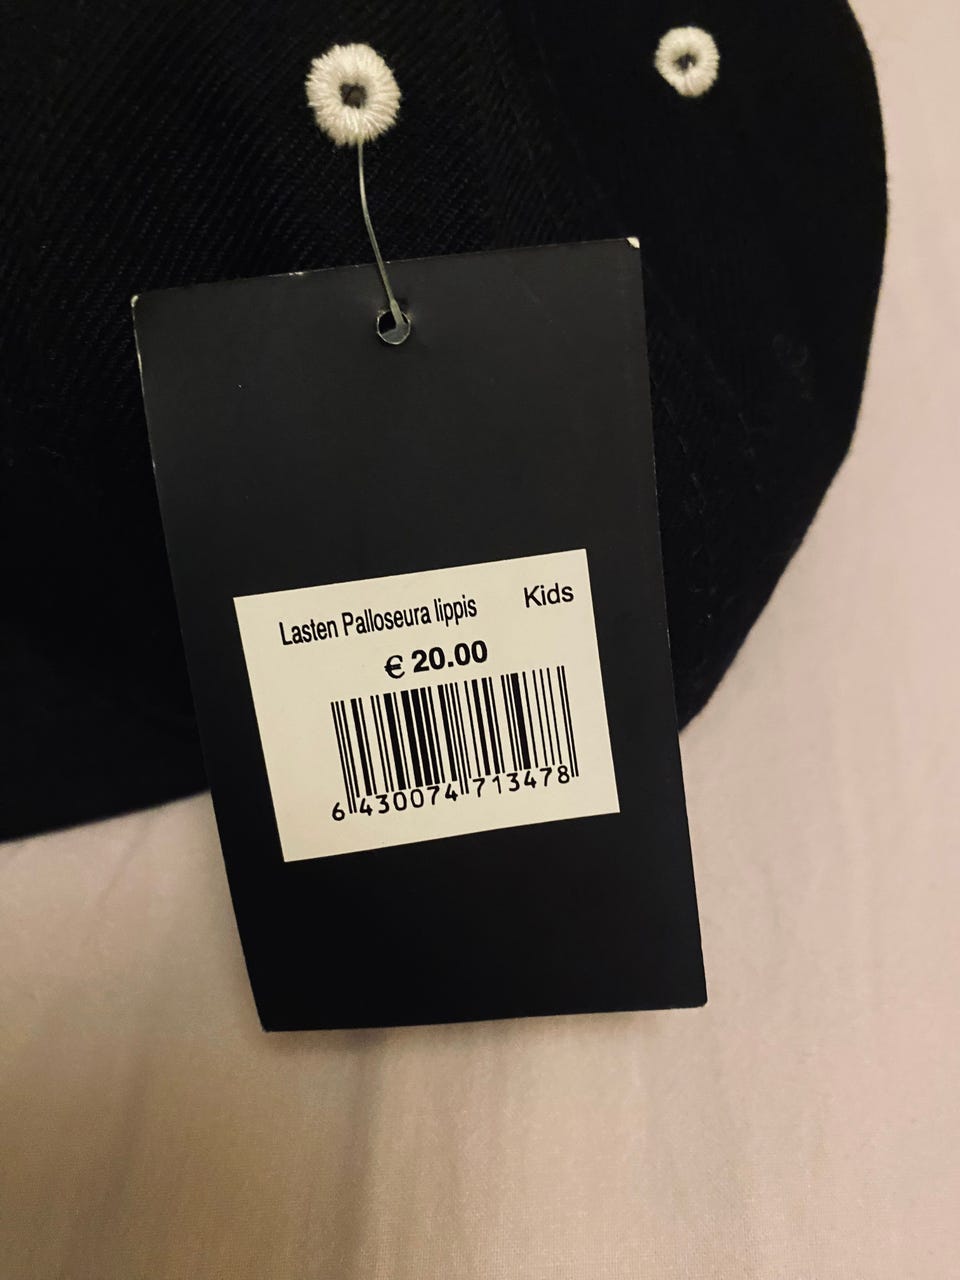 Lasten Palloseura lippis Kids
€ 20.00
6 430074 713478